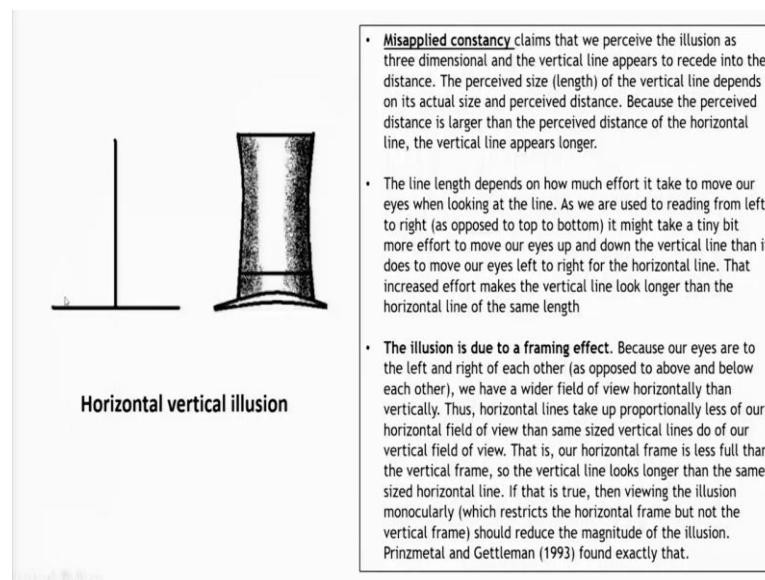 • Misapplied constancy claims that we perceive the illusion as
three dimensional and the vertical line appears to recede into the
distance. The perceived size (length) of the vertical line depends
on its actual size and perceived distance. Because the perceived
distance is larger than the perceived distance of the horizontal
line, the vertical line appears longer.
• The line length depends on how much effort it take to move our
eyes when looking at the line. As we are used to reading from left
to right (as opposed to top to bottom) it might take a tiny bit
more effort to move our eyes up and down the vertical line than i
does to move our eyes left to right for the horizontal line. That
increased effort makes the vertical line look longer than the
horizontal line of the same length
• The illusion is due to a framing effect. Because our eyes are to
the left and right of each other (as opposed to above and below
each other), we have a wider field of view horizontally than
vertically. Thus, horizontal lines take up proportionally less of our
horizontal field of view than same sized vertical lines do of our
vertical field of view. That is, our horizontal frame is less full than
the vertical frame, so the vertical line looks longer than the same
sized horizontal line. If that is true, then viewing the illusion
monocularly (which restricts the horizontal frame but not the
vertical frame) should reduce the magnitude of the illusion.
Prinzmetal and Gettleman (1993) found exactly that.
Horizontal vertical illusion